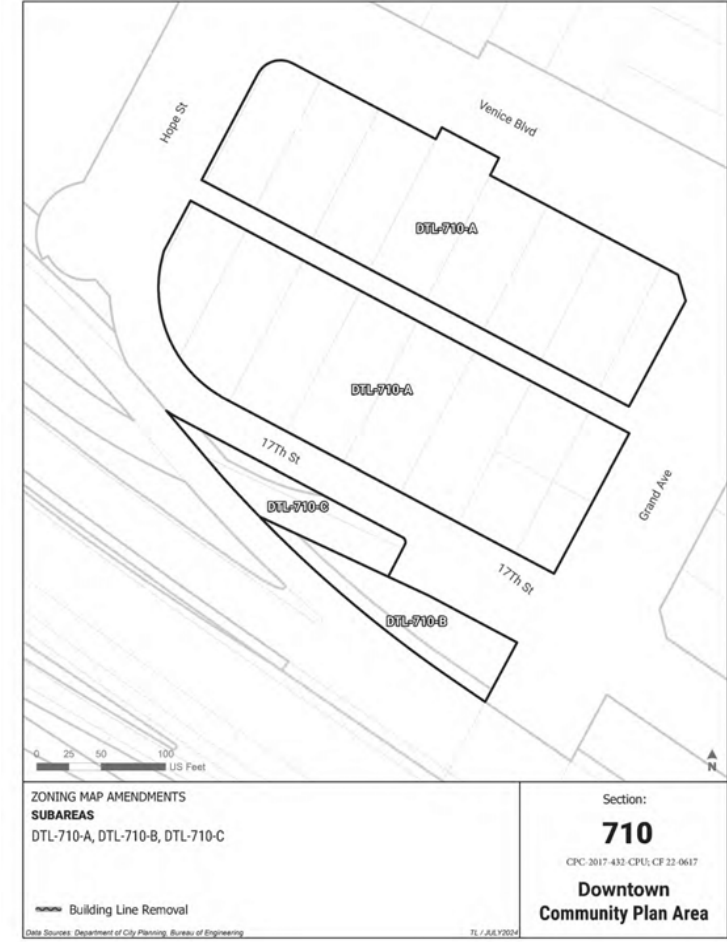 Venice Blvd
Hope St
DTL-710-A
DTL-710-A
17Th St
Grand Ave
DTL-710-C
17Th St
DTL-710-B
0 25 50 100
US Feet
N
ZONING MAP AMENDMENTS
SUBAREAS
DTL-710-A, DTL-710-B, DTL-710-C
Building Line Removal
Data Sources: Department of City Planning, Bureau of Engineering
TL / JULY2024
Section:
710
CPC-2017-432-CPU; CF 22-0617
Downtown
Community Plan Area